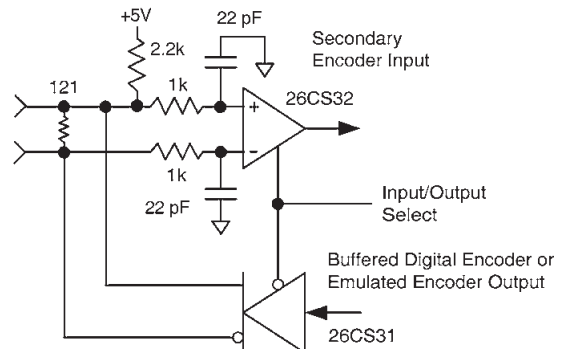 +5V
22 pF
2.2k
Secondary
Encoder Input
121
1k
26CS32
+
-
1k
22 pF
Input/Output
Select
Buffered Digital Encoder or
Emulated Encoder Output
26CS31